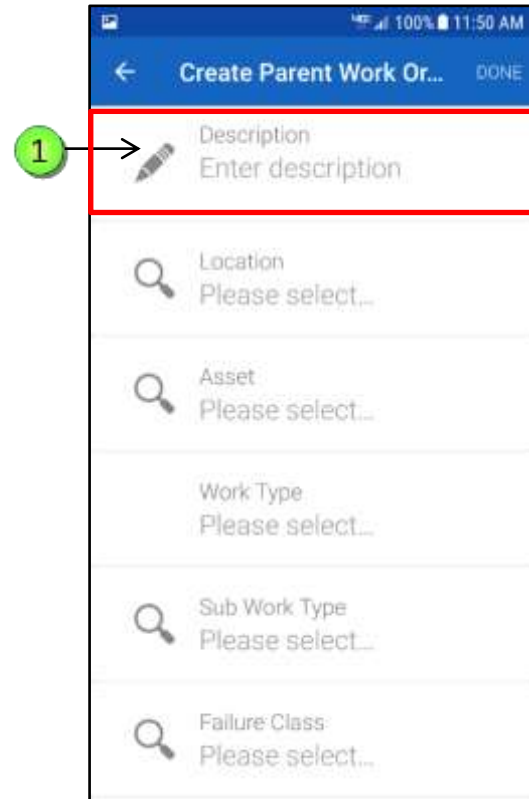 100% 11:50 AM
Create Parent Work Or... DONE
1
Description
Enter description
Location
Please select...
Asset
Please select...
Work Type
Please select...
Sub Work Type
Please select...
Failure Class
Please select...